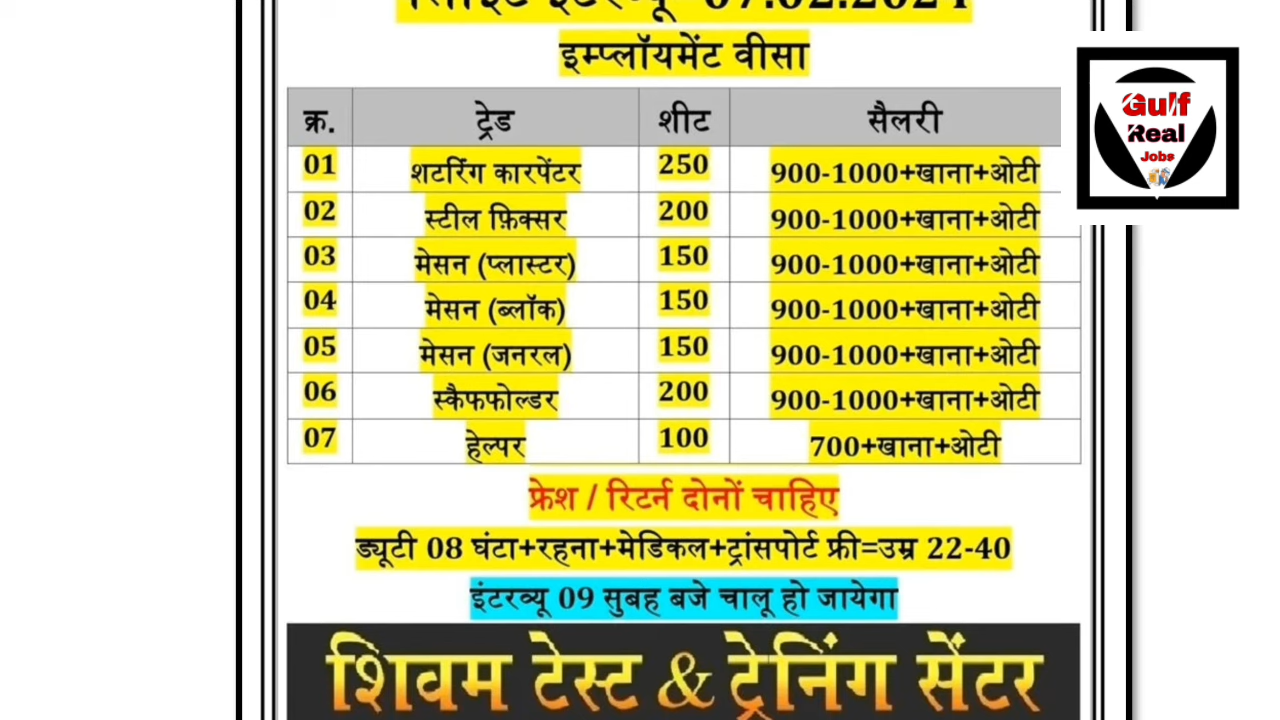 इम्प्लॉयमेंट वीसा
क्र. ट्रेड शीट सैलरी
01 शटरिंग कारपेंटर 250 900-1000+खाना+ओटी
02 स्टील फ़िक्सर 200 900-1000+खाना+ओटी
03 मेसन (प्लास्टर) 150 900-1000+खाना+ओटी
04 मेसन (ब्लॉक) 150 900-1000+खाना+ओटी
05 मेसन (जनरल) 150 900-1000+खाना+ओटी
06 स्कैफफोल्डर 200 900-1000+खाना+ओटी
07 हेल्पर 100 700+खाना+ओटी
फ्रेश / रिटर्न दोनों चाहिए
ड्यूटी 08 घंटा+रहना+मेडिकल+ट्रांसपोर्ट फ्री=उम्र 22-40
इंटरव्यू 09 सुबह बजे चालू हो जायेगा
शिवम टेस्ट & ट्रेनिंग सेंटर
Gulf
Real
Jobs